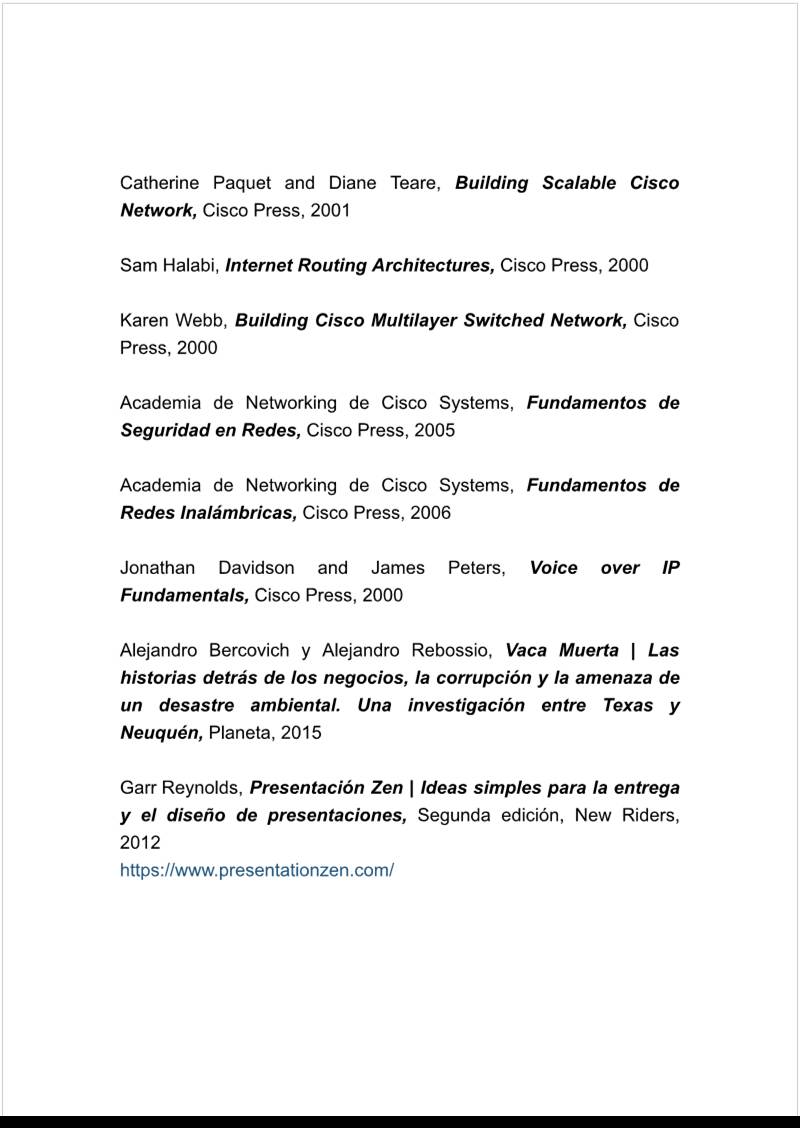 Catherine Paquet and Diane Teare, Building Scalable Cisco
Network, Cisco Press, 2001
Sam Halabi, Internet Routing Architectures, Cisco Press, 2000
Karen Webb, Building Cisco Multilayer Switched Network, Cisco
Press, 2000
Academia de Networking de Cisco Systems, Fundamentos de
Seguridad en Redes, Cisco Press, 2005
Academia de Networking de Cisco Systems, Fundamentos de
Redes Inalámbricas, Cisco Press, 2006
Jonathan Davidson and James Peters, Voice over IP
Fundamentals, Cisco Press, 2000
Alejandro Bercovich y Alejandro Rebossio, Vaca Muerta | Las
historias detrás de los negocios, la corrupción y la amenaza de
un desastre ambiental. Una investigación entre Texas y
Neuquén, Planeta, 2015
Garr Reynolds, Presentación Zen | Ideas simples para la entrega
y el diseño de presentaciones, Segunda edición, New Riders,
2012
https://www.presentationzen.com/